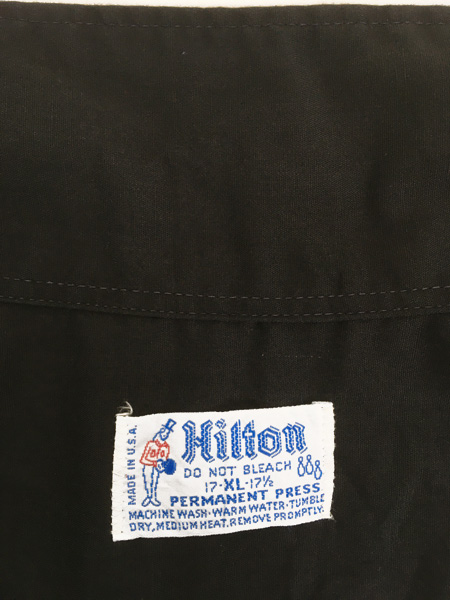 MADE IN U.S.A.
Hilton
DO NOT BLEACH
17-XL-17½
PERMANENT PRESS
MACHINE WASH-WARM WATER-TUMBLE
DRY, MEDIUM HEAT. REMOVE PROMPTLY.